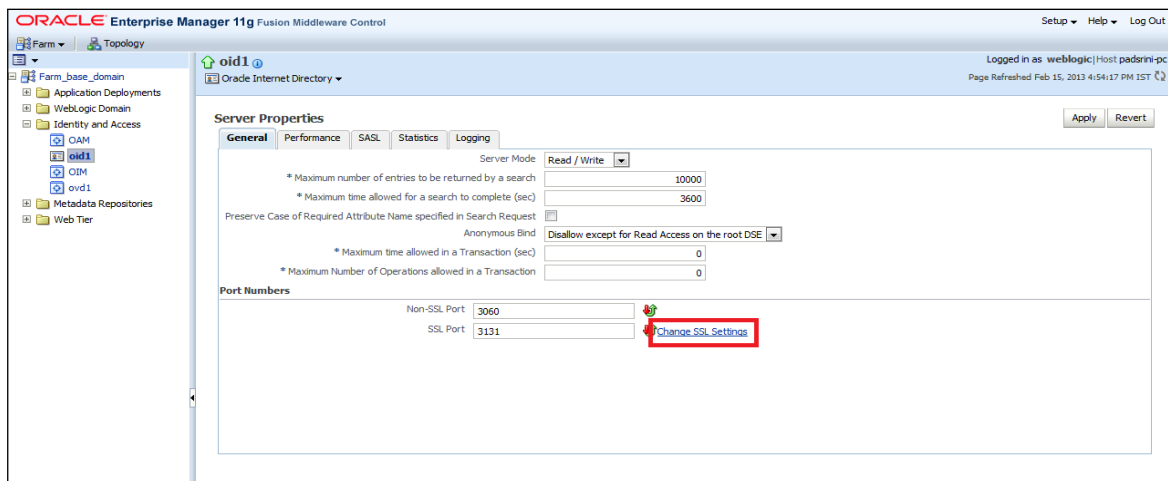 ORACLE Enterprise Manager 11g Fusion Middleware Control
Setup Help Log Out
Farm Topology
oid1
Logged in as weblogic|Host padsrini-pc
Oracle Internet Directory
Page Refreshed Feb 15, 2013 4:54:17 PM IST
Farm_base_domain
Application Deployments
WebLogic Domain
Identity and Access
OAM
oid1
OIM
ovd1
Metadata Repositories
Web Tier
Server Properties
Apply Revert
General Performance SASL Statistics Logging
Server Mode Read / Write
* Maximum number of entries to be returned by a search 10000
* Maximum time allowed for a search to complete (sec) 3600
Preserve Case of Required Attribute Name specified in Search Request
Anonymous Bind Disallow except for Read Access on the root DSE
* Maximum time allowed in a Transaction (sec) 0
* Maximum Number of Operations allowed in a Transaction 0
Port Numbers
Non-SSL Port 3060
SSL Port 3131 Change SSL Settings